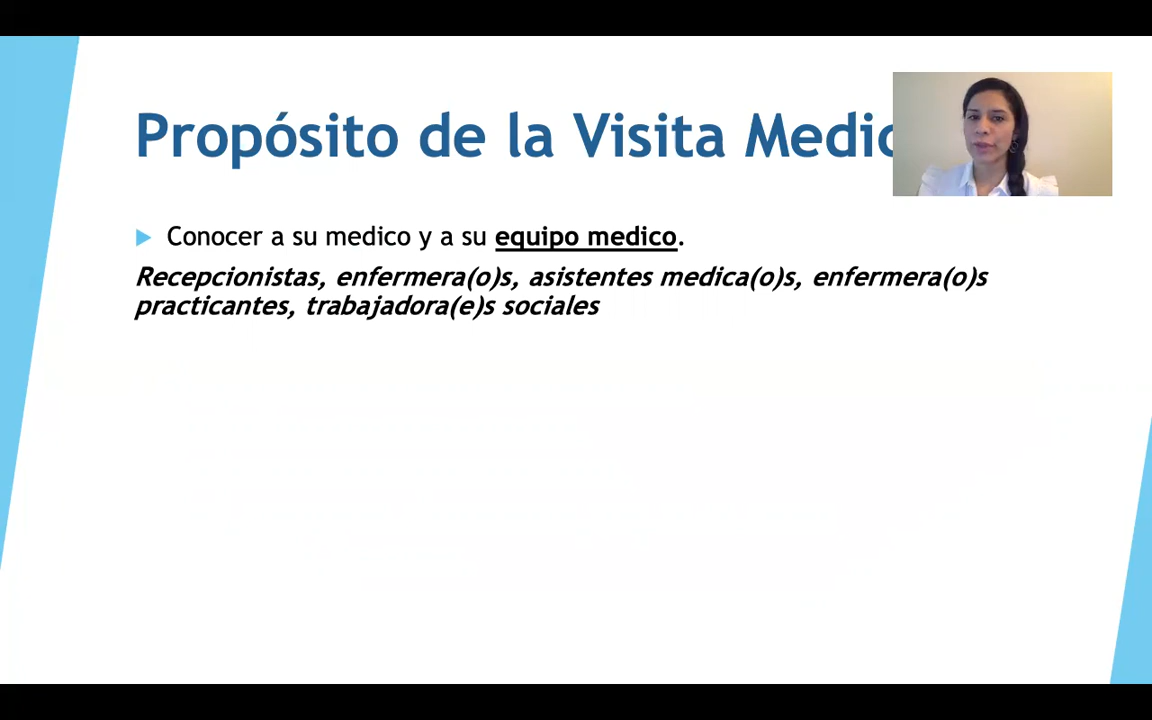 Propósito de la Visita Medic
Conocer a su medico y a su equipo medico.
Recepcionistas, enfermera(o)s, asistentes medica(o)s, enfermera(o)s
practicantes, trabajadora(e)s sociales